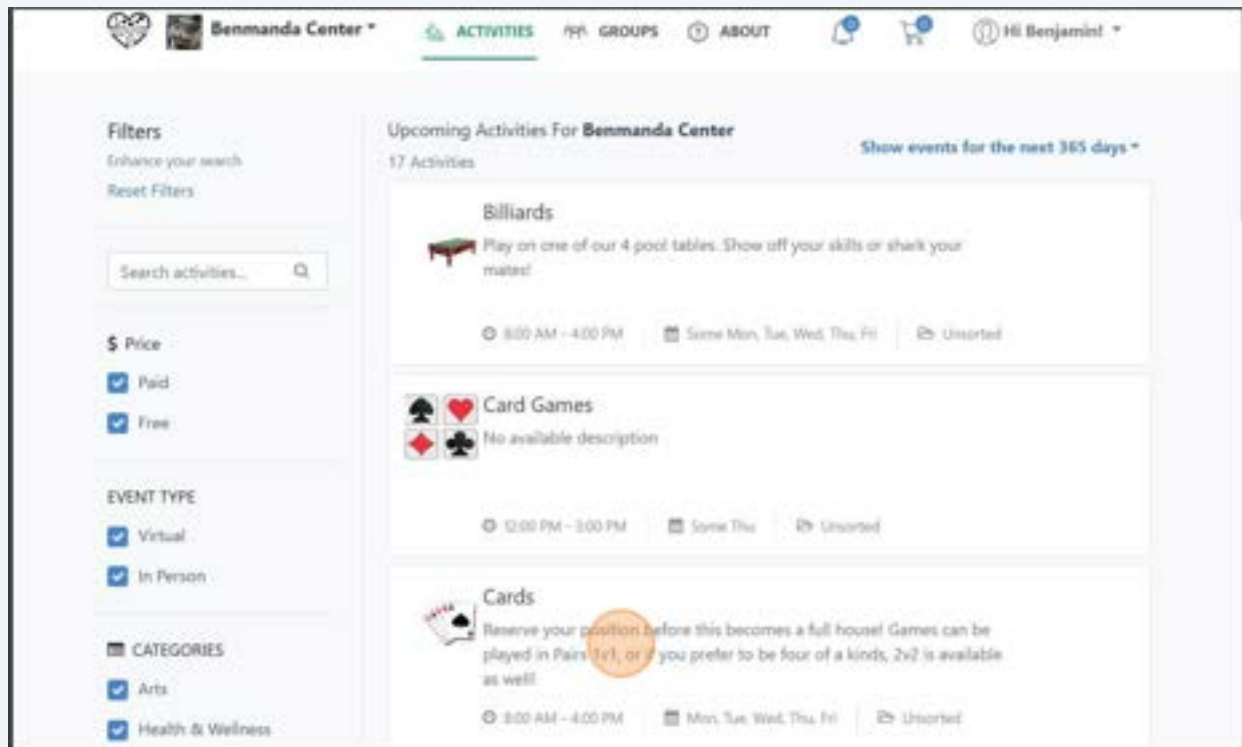 Benmanda Center
ACTIVITIES
GROUPS
ABOUT
0
0
Hi Benjamin!
Filters
Enhance your search
Reset Filters
Search activities...
$ Price
Paid
Free
EVENT TYPE
Virtual
In Person
CATEGORIES
Arts
Health & Wellness
Upcoming Activities For Benmanda Center
17 Activities
Show events for the next 365 days
Billiards
Play on one of our 4 pool tables. Show off your skills or shark your
mates!
8:00 AM - 4:00 PM
Some Mon, Tue, Wed, Thu, Fri
Unsorted
Card Games
No available description
12:00 PM - 3:00 PM
Some Thu
Unsorted
Cards
Reserve your position before this becomes a full house! Games can be
played in Pairs 1v1, or if you prefer to be four of a kinds, 2v2 is available
as well!
8:00 AM - 4:00 PM
Mon, Tue, Wed, Thu, Fri
Unsorted